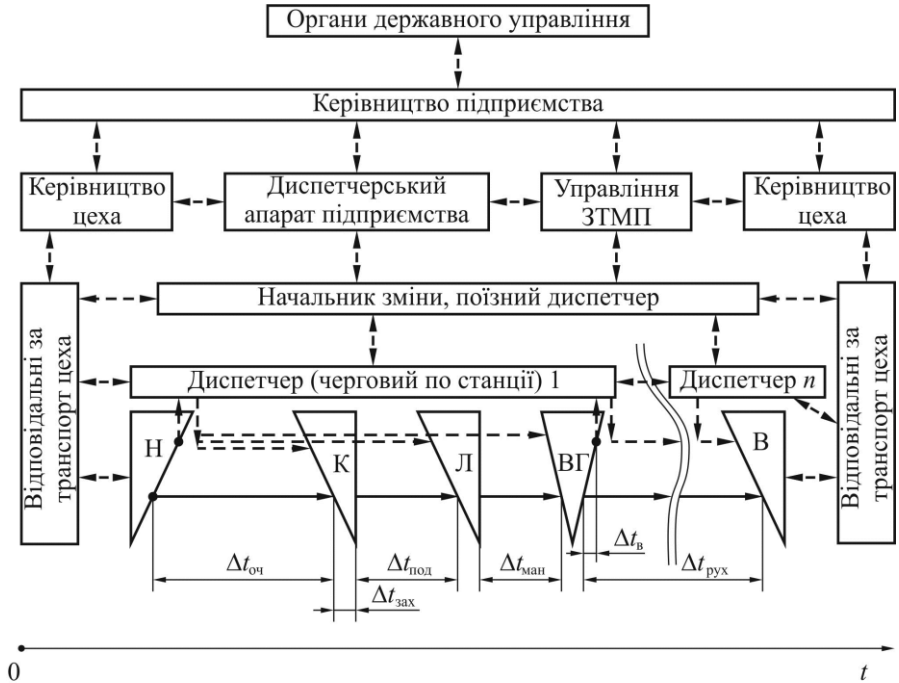 Органи державного управління
Керівництво підприємства
Керівництво
цеха
Диспетчерський
апарат підприємства
Управління
ЗТМП
Керівництво
цеха
Відповідальні за
транспорт цеха
Начальник зміни, поїзний диспетчер
Відповідальні за
транспорт цеха
Диспетчер (черговий по станції) 1
Диспетчер n
Н
К
Л
ВГ
В
Δtв
Δtоч
Δtпод
Δtман
Δtрух
Δtзах
0
t